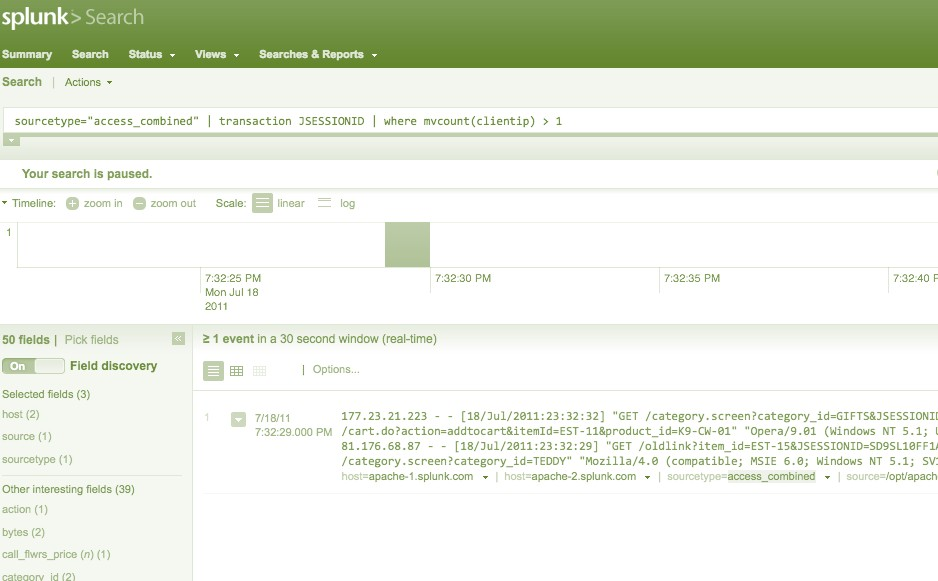 splunk> Search
Summary Search Status Views Searches & Reports
Search | Actions
sourcetype="access_combined" | transaction JSESSIONID | where mvcount(clientip) > 1
Your search is paused.
Timeline: zoom in zoom out Scale: linear log
1
7:32:25 PM 7:32:30 PM 7:32:35 PM 7:32:40 P
Mon Jul 18
2011
50 fields | Pick fields «
≥ 1 event in a 30 second window (real-time)
On Field discovery
| Options...
Selected fields (3)
host (2)
source (1)
sourcetype (1)
Other interesting fields (39)
action (1)
bytes (2)
call_flwrs_price (n) (1)
category_id (2)
1 7/18/11
7:32:29.000 PM
177.23.21.223 - - [18/Jul/2011:23:32:32] "GET /category.screen?category_id=GIFTS&JSESSIONID
/cart.do?action=addtocart&itemId=EST-11&product_id=K9-CW-01" "Opera/9.01 (Windows NT 5.1; U
81.176.68.87 - - [18/Jul/2011:23:32:29] "GET /oldlink?item_id=EST-15&JSESSIONID=SD9SL10FF1A
/category.screen?category_id=TEDDY" "Mozilla/4.0 (compatible; MSIE 6.0; Windows NT 5.1; SV1
host=apache-1.splunk.com | host=apache-2.splunk.com | sourcetype=access_combined | source=/opt/apach